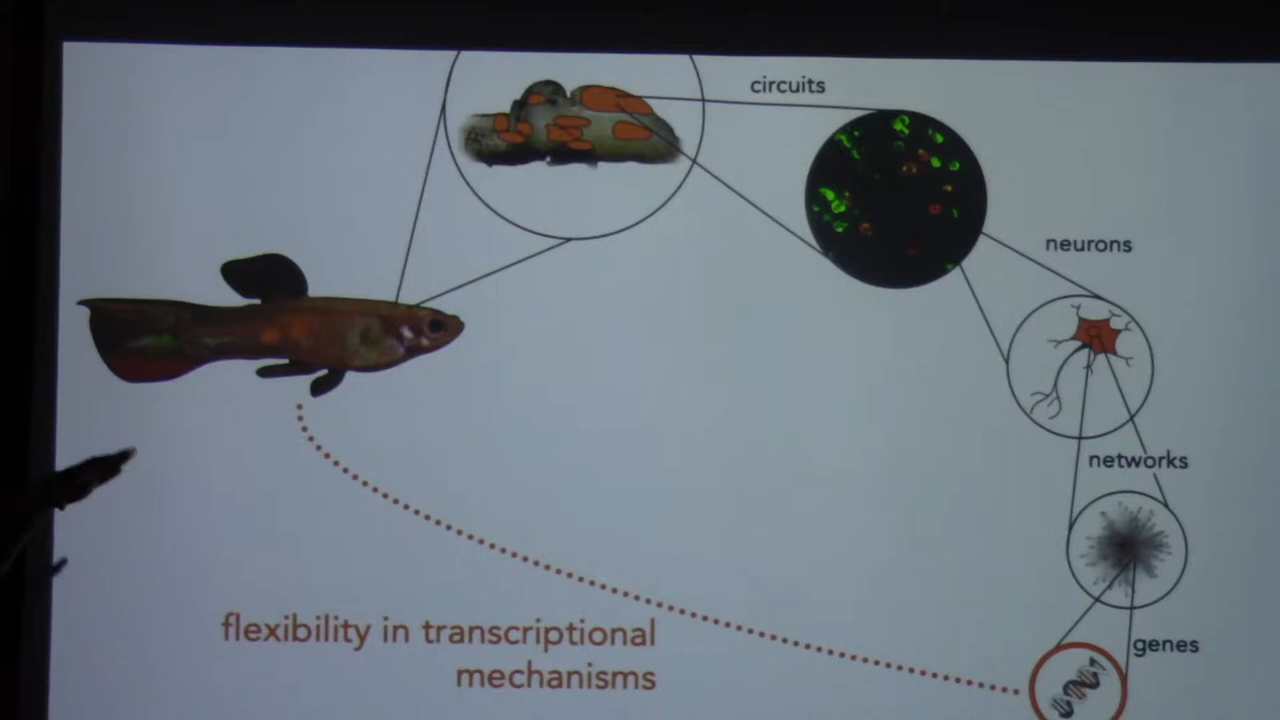 circuits
neurons
networks
genes
flexibility in transcriptional
mechanisms